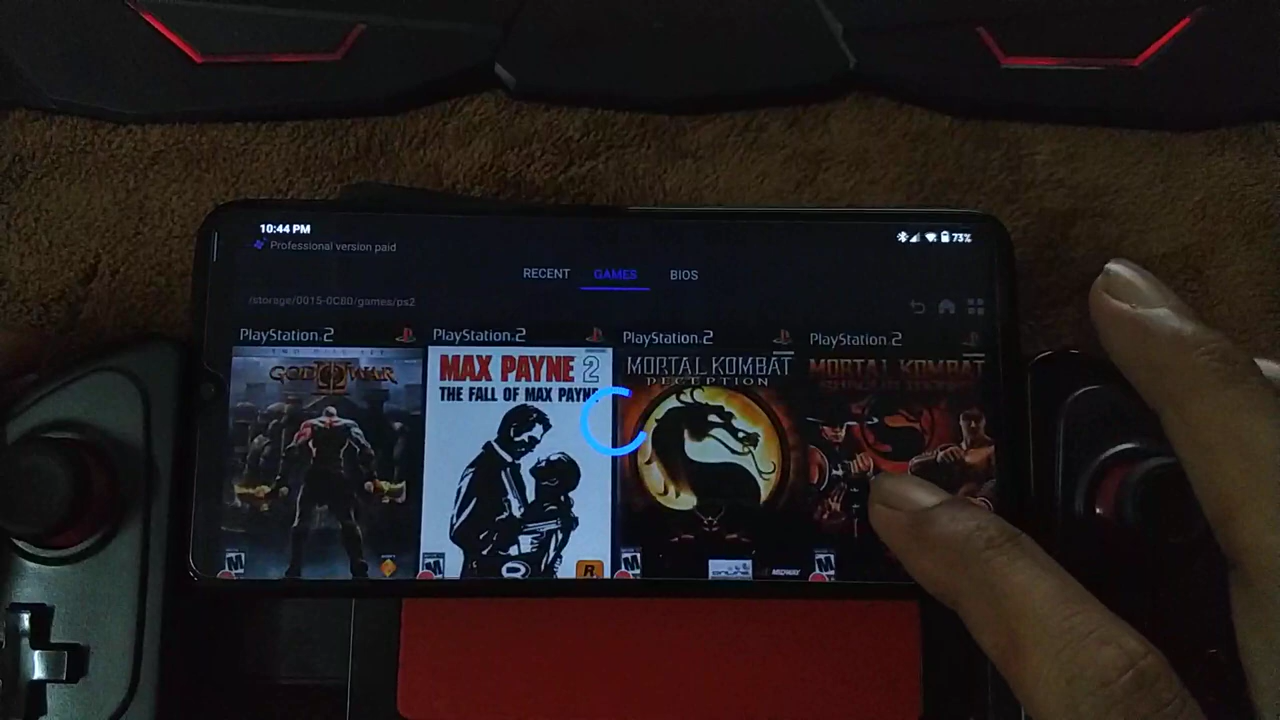 10:44 PM
73%
Professional version paid
RECENT
GAMES
BIOS
/storage/0015-0C80/games/ps2
PlayStation 2
PlayStation 2
PlayStation 2
PlayStation 2
GOD OF WAR
II
MAX PAYNE 2
THE FALL OF MAX PAYNE
MORTAL KOMBAT
DECEPTION
MORTAL KOMBAT
M
M
R
R
M
MIDWAY
M